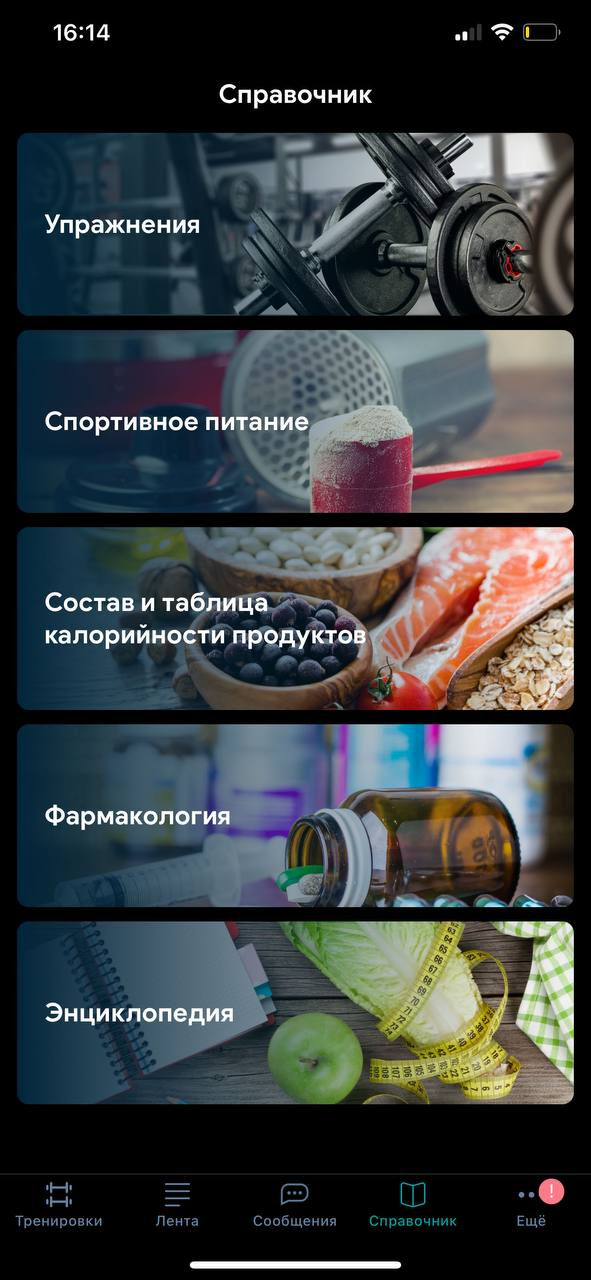 16:14
Справочник
Упражнения
Спортивное питание
Состав и таблица
калорийности продуктов
Фармакология
Энциклопедия
Тренировки
Лента
Сообщения
Справочник
!
Ещё